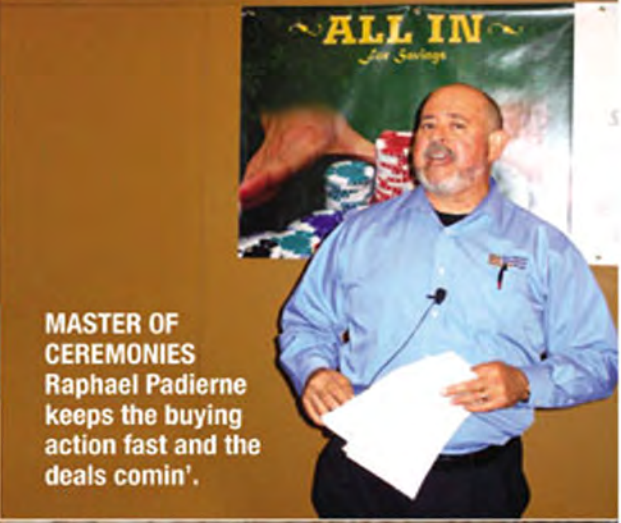 ALL IN
For Savings
MASTER OF
CEREMONIES
Raphael Padierne
keeps the buying
action fast and the
deals comin'.